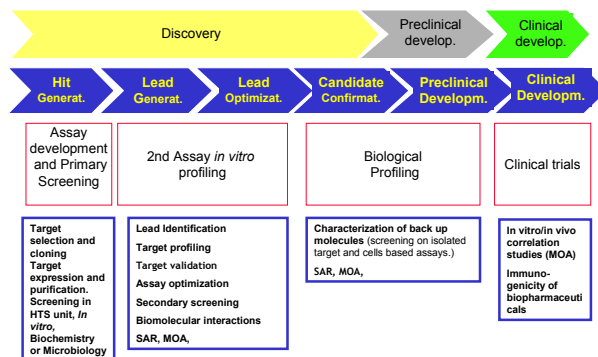 Discovery
Preclinical
develop.
Clinical
develop.
Hit
Generat.
Lead
Generat.
Lead
Optimizat.
Candidate
Confirmat.
Preclinical
Developm.
Clinical
Developm.
Assay
development
and Primary
Screening
2nd Assay in vitro
profiling
Biological
Profiling
Clinical trials
Target
selection and
cloning
Target
expression and
purification.
Screening in
HTS unit, In
vitro,
Biochemistry
or Microbiology
Lead Identification
Target profiling
Target validation
Assay optimization
Secondary screening
Biomolecular interactions
SAR, MOA,
Characterization of back up
molecules (screening on isolated
target and cells based assays.)
SAR, MOA,
In vitro/in vivo
correlation
studies (MOA)
Immuno-
genicity of
biopharmaceuti
cals